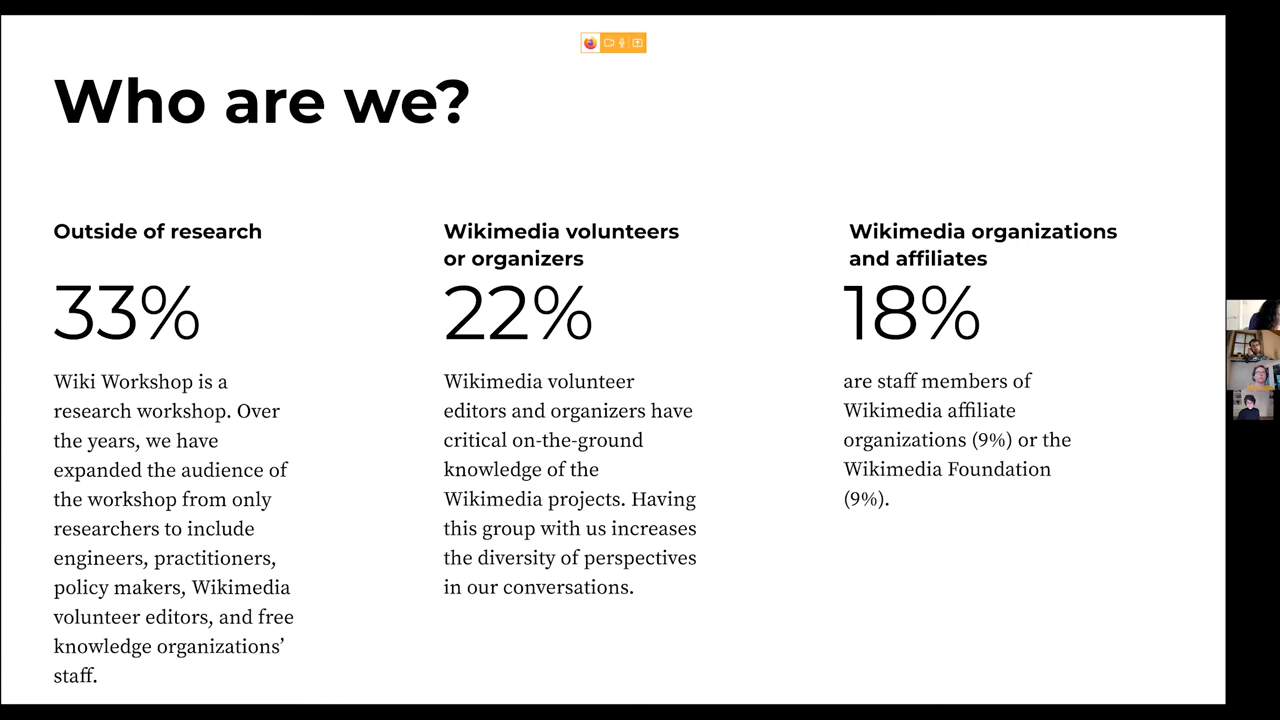 Who are we?
Outside of research
33%
Wiki Workshop is a
research workshop. Over
the years, we have
expanded the audience of
the workshop from only
researchers to include
engineers, practitioners,
policy makers, Wikimedia
volunteer editors, and free
knowledge organizations’
staff.
Wikimedia volunteers
or organizers
22%
Wikimedia volunteer
editors and organizers have
critical on-the-ground
knowledge of the
Wikimedia projects. Having
this group with us increases
the diversity of perspectives
in our conversations.
Wikimedia organizations
and affiliates
18%
are staff members of
Wikimedia affiliate
organizations (9%) or the
Wikimedia Foundation
(9%).